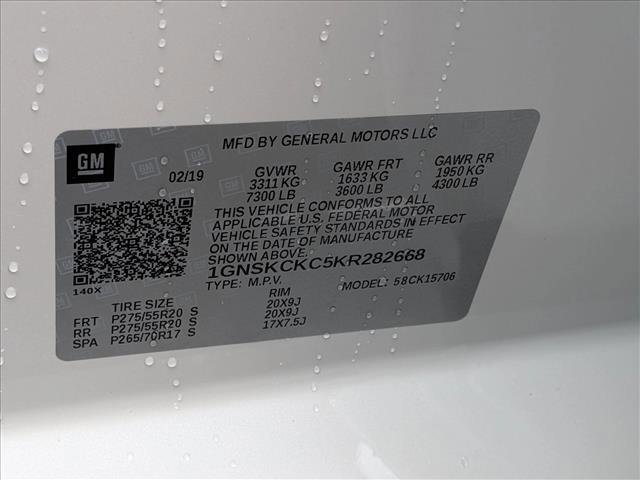 MFD BY GENERAL MOTORS LLC
GM
02/19 GVWR GAWR FRT GAWR RR
3311 KG 1633 KG 1950 KG
7300 LB 3600 LB 4300 LB
THIS VEHICLE CONFORMS TO ALL
APPLICABLE U.S. FEDERAL MOTOR
VEHICLE SAFETY STANDARDS IN EFFECT
ON THE DATE OF MANUFACTURE
SHOWN ABOVE.
1GNSKCKC5KR282668
140X
TYPE: M.P.V. MODEL: 58CK15706
TIRE SIZE RIM
FRT P275/55R20 S 20X9J
RR P275/55R20 S 20X9J
SPA P265/70R17 S 17X7.5J